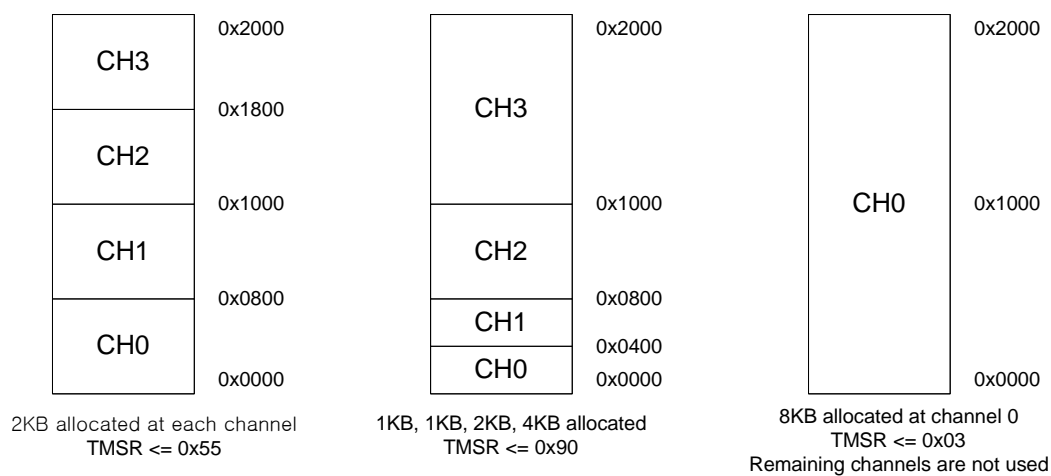 CH3
CH2
CH1
CH0
0x2000
0x1800
0x1000
0x0800
0x0000
2KB allocated at each channel
TMSR <= 0x55
CH3
CH2
CH1
CH0
0x2000
0x1000
0x0800
0x0400
0x0000
1KB, 1KB, 2KB, 4KB allocated
TMSR <= 0x90
CH0
0x2000
0x1000
0x0000
8KB allocated at channel 0
TMSR <= 0x03
Remaining channels are not used